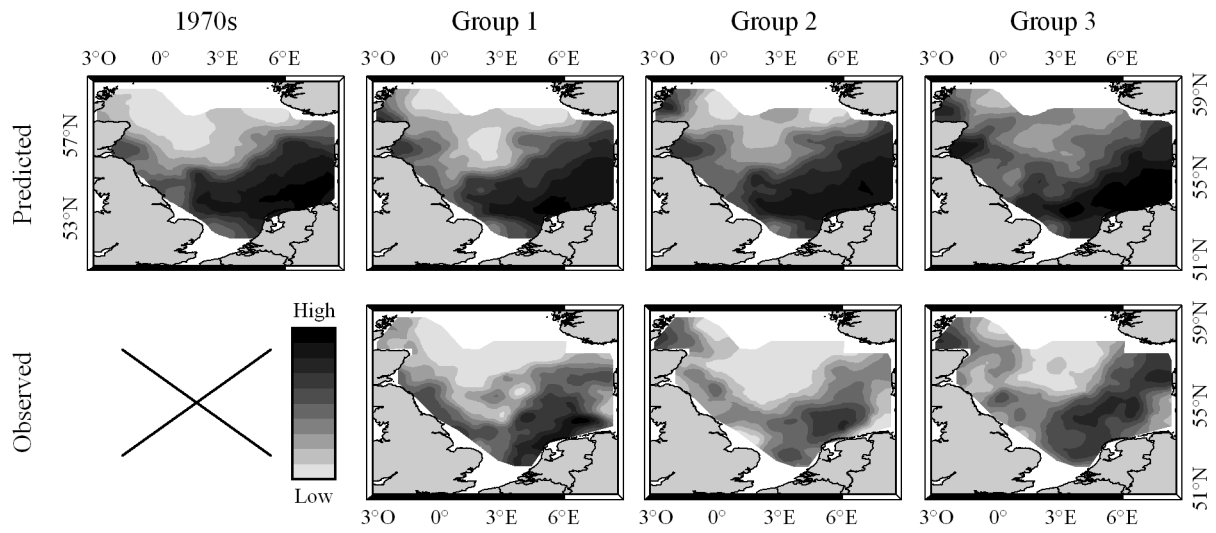 1970s Group 1 Group 2 Group 3
3°O 0° 3°E 6°E 3°O 0° 3°E 6°E 3°O 0° 3°E 6°E 3°O 0° 3°E 6°E
Predicted
57°N
53°N
59°N
55°N
51°N
Observed
High
Low
59°N
55°N
51°N
3°O 0° 3°E 6°E 3°O 0° 3°E 6°E 3°O 0° 3°E 6°E